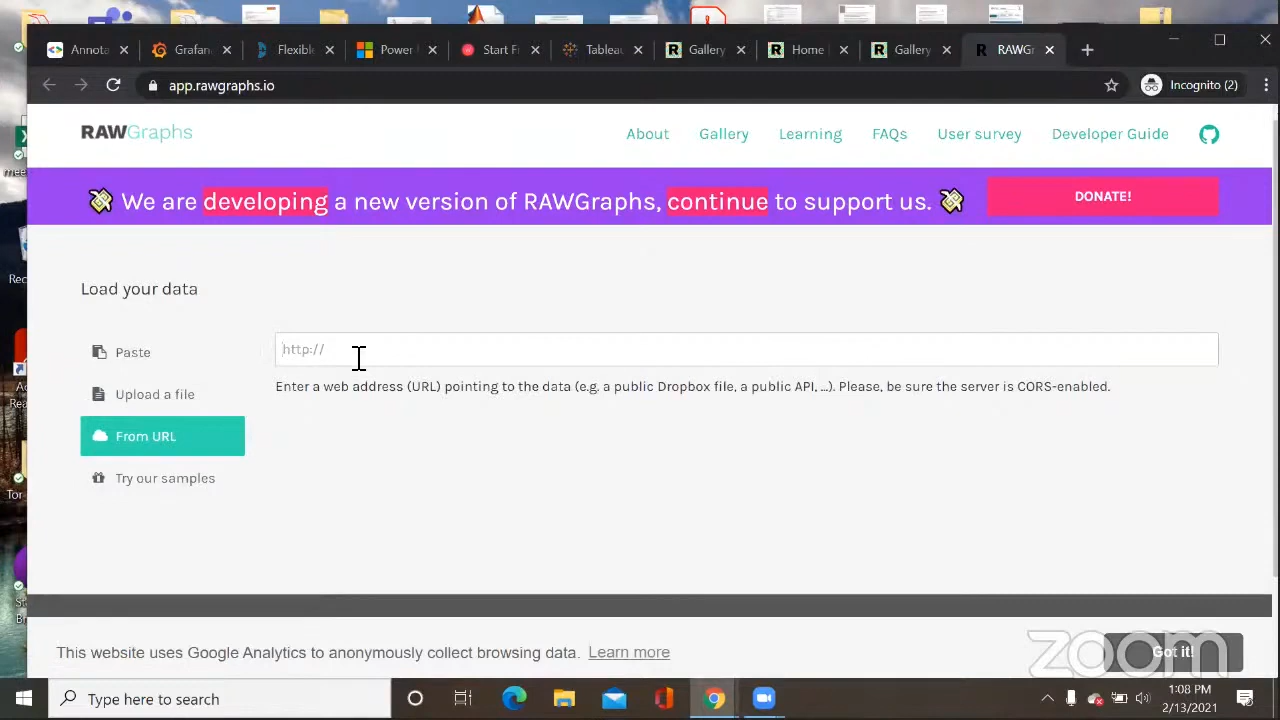 Annota
Grafan
Flexible
Power
Start Fr
Tableau
Gallery
Home
Gallery
RAWGr
app.rawgraphs.io
Incognito (2)
RAWGraphs
About
Gallery
Learning
FAQs
User survey
Developer Guide
We are developing a new version of RAWGraphs, continue to support us.
DONATE!
Load your data
Paste
Upload a file
From URL
Try our samples
http://
Enter a web address (URL) pointing to the data (e.g. a public Dropbox file, a public API, ...). Please, be sure the server is CORS-enabled.
This website uses Google Analytics to anonymously collect browsing data. Learn more
Got it!
zoom
Type here to search
1:08 PM
2/13/2021